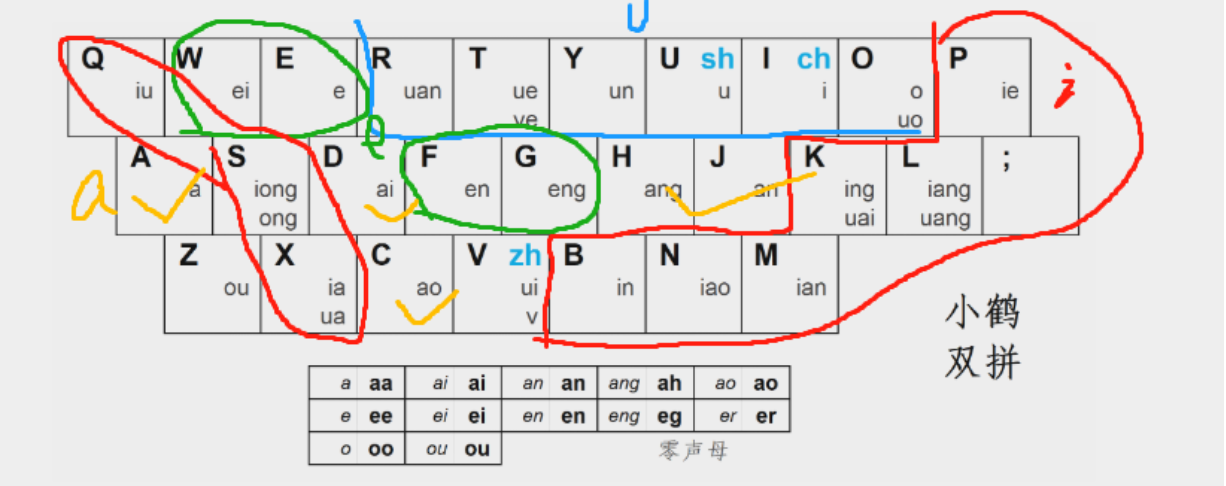 U
Q W E R T Y U sh I ch O P
iu ei e uan ue un u i o ie i
ve uo
e
a A S D F G H J K L ;
a iong ai en eng ang an ing iang
ong uai uang
Z X C V zh B N M
ou ia ao ui in iao ian
ua v
小鹤
双拼
a aa ai ai an an ang ah ao ao
e ee ei ei en en eng eg er er
o oo ou ou 零声母